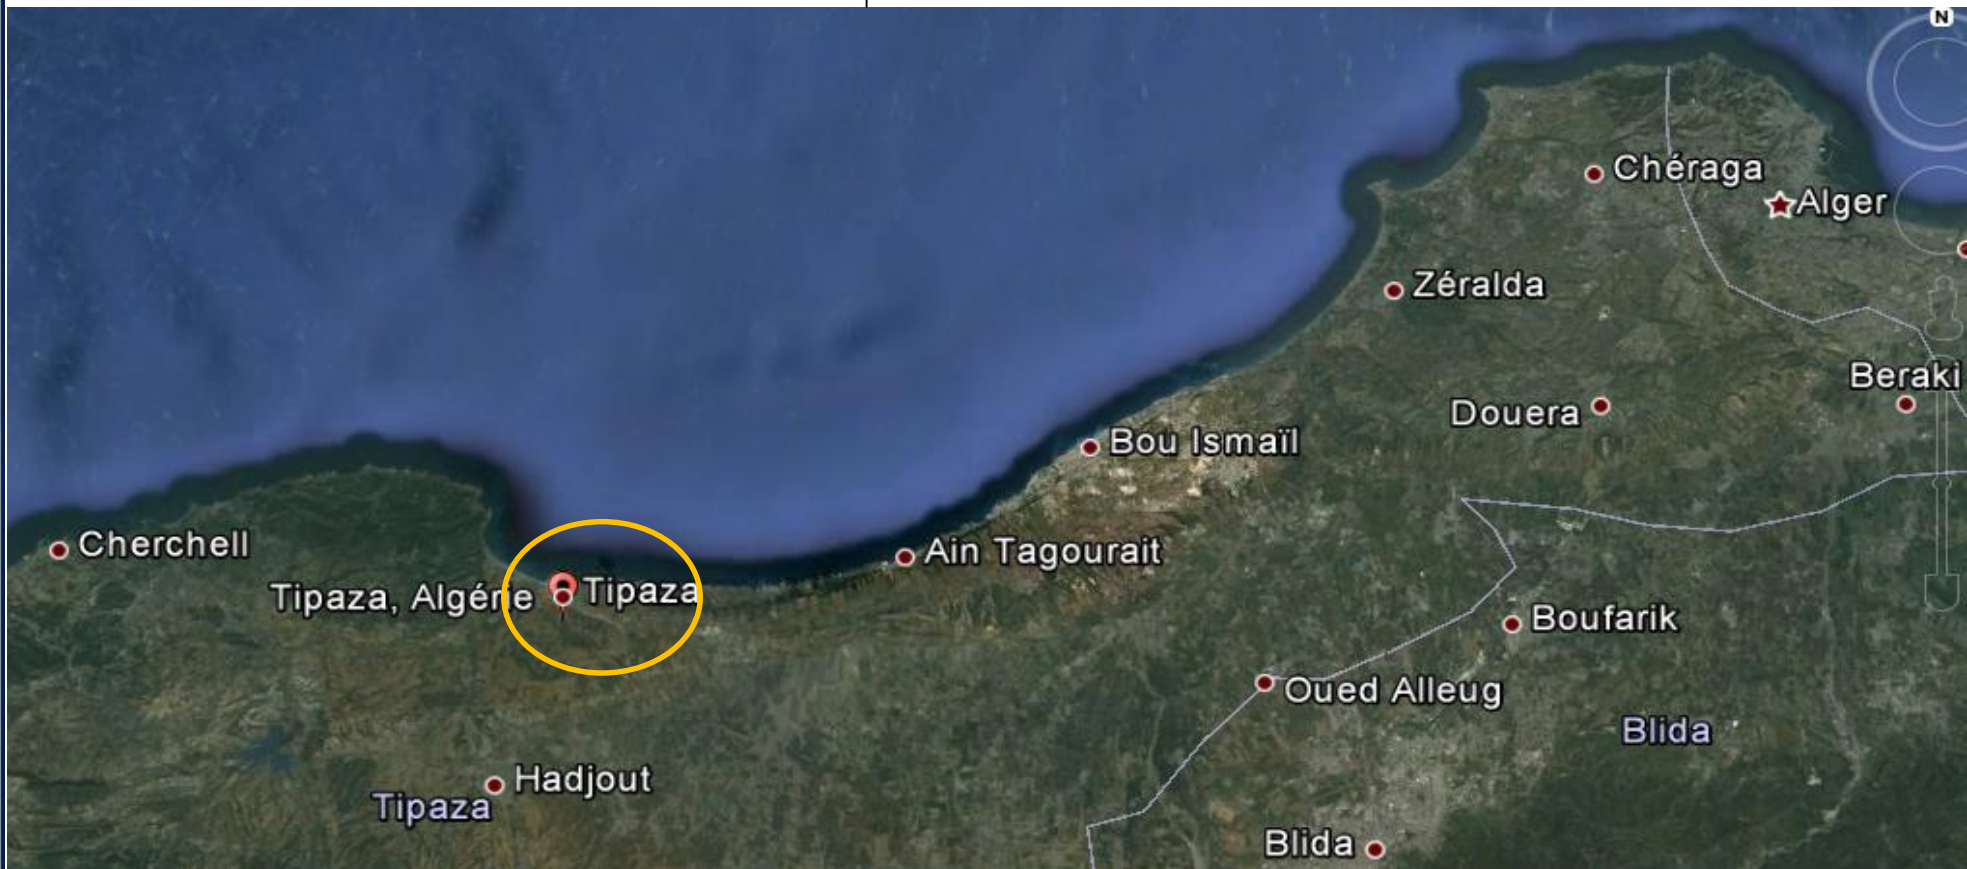 N
Chéraga
Alger
Zéralda
Beraki
Douera
Bou Ismaïl
Cherchell
Ain Tagourait
Tipaza, Algérie
Tipaza
Boufarik
Oued Alleug
Blida
Hadjout
Tipaza
Blida